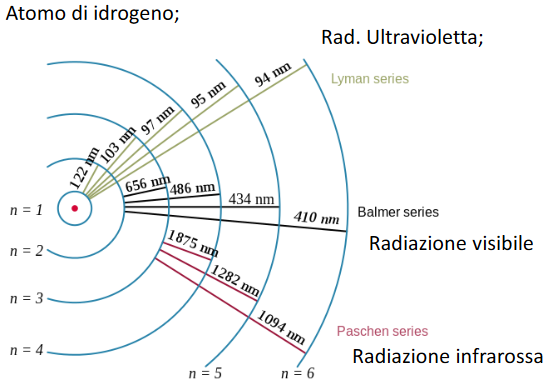 Atomo di idrogeno;
Rad. Ultravioletta;
Lyman series
94 nm
95 nm
97 nm
103 nm
122 nm
656 nm
486 nm
434 nm
410 nm
n = 1
Balmer series
Radiazione visibile
n = 2
1875 nm
1282 nm
1094 nm
n = 3
Paschen series
Radiazione infrarossa
n = 4
n = 5
n = 6